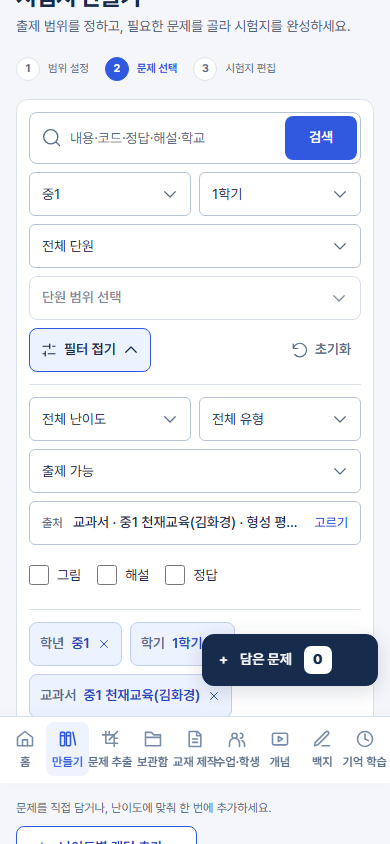 출제 범위를 정하고, 필요한 문제를 골라 시험지를 완성하세요.
1 범위 설정 2 문제 선택 3 시험지 편집
내용·코드·정답·해설·학교 검색
중1 1학기
전체 단원
단원 범위 선택
필터 접기 초기화
전체 난이도 전체 유형
출제 가능
출처 교과서 · 중1 천재교육(김화경) · 형성 평... 고르기
그림 해설 정답
학년 중1 × 학기 1학기
+ 담은 문제 0
교과서 중1 천재교육(김화경) ×
홈 만들기 문제 추출 보관함 교재 제작 수업·학생 개념 백지 기억 학습
문제를 직접 담거나, 난이도에 맞춰 한 번에 추가하세요.